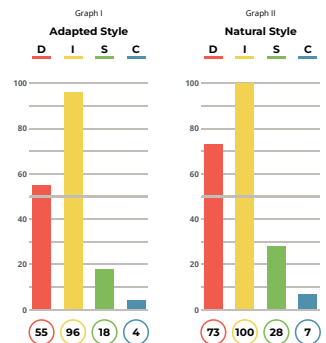 Graph I
Adapted Style
D I S C
100
80
60
40
20
0
55 96 18 4
Graph II
Natural Style
D I S C
100
80
60
40
20
0
73 100 28 7